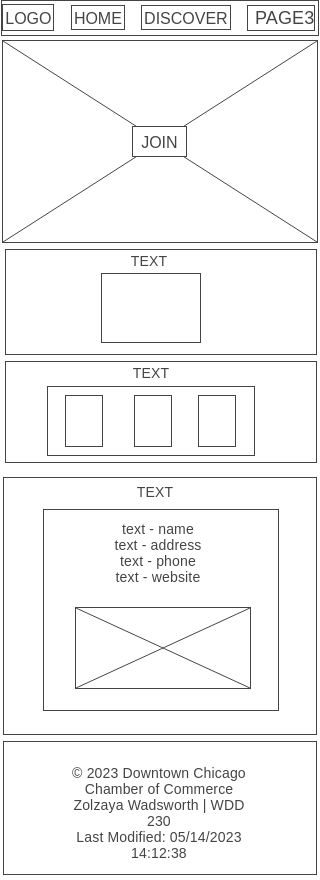 LOGO HOME DISCOVER PAGE3
JOIN
TEXT
TEXT
TEXT
text - name
text - address
text - phone
text - website
© 2023 Downtown Chicago
Chamber of Commerce
Zolzaya Wadsworth | WDD
230
Last Modified: 05/14/2023
14:12:38